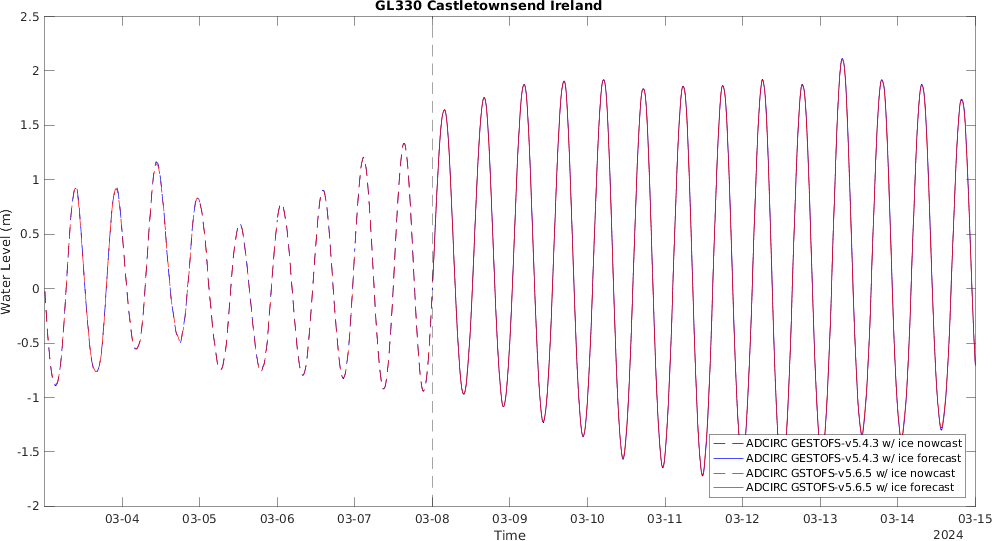 GL330 Castletownsend Ireland
2.5
2
1.5
1
0.5
0
-0.5
-1
-1.5
-2
Water Level (m)
ADCIRC GESTOFS-v5.4.3 w/ ice nowcast
ADCIRC GESTOFS-v5.4.3 w/ ice forecast
ADCIRC GSTOFS-v5.6.5 w/ ice nowcast
ADCIRC GSTOFS-v5.6.5 w/ ice forecast
03-04 03-05 03-06 03-07 03-08 03-09 03-10 03-11 03-12 03-13 03-14 03-15
Time
2024